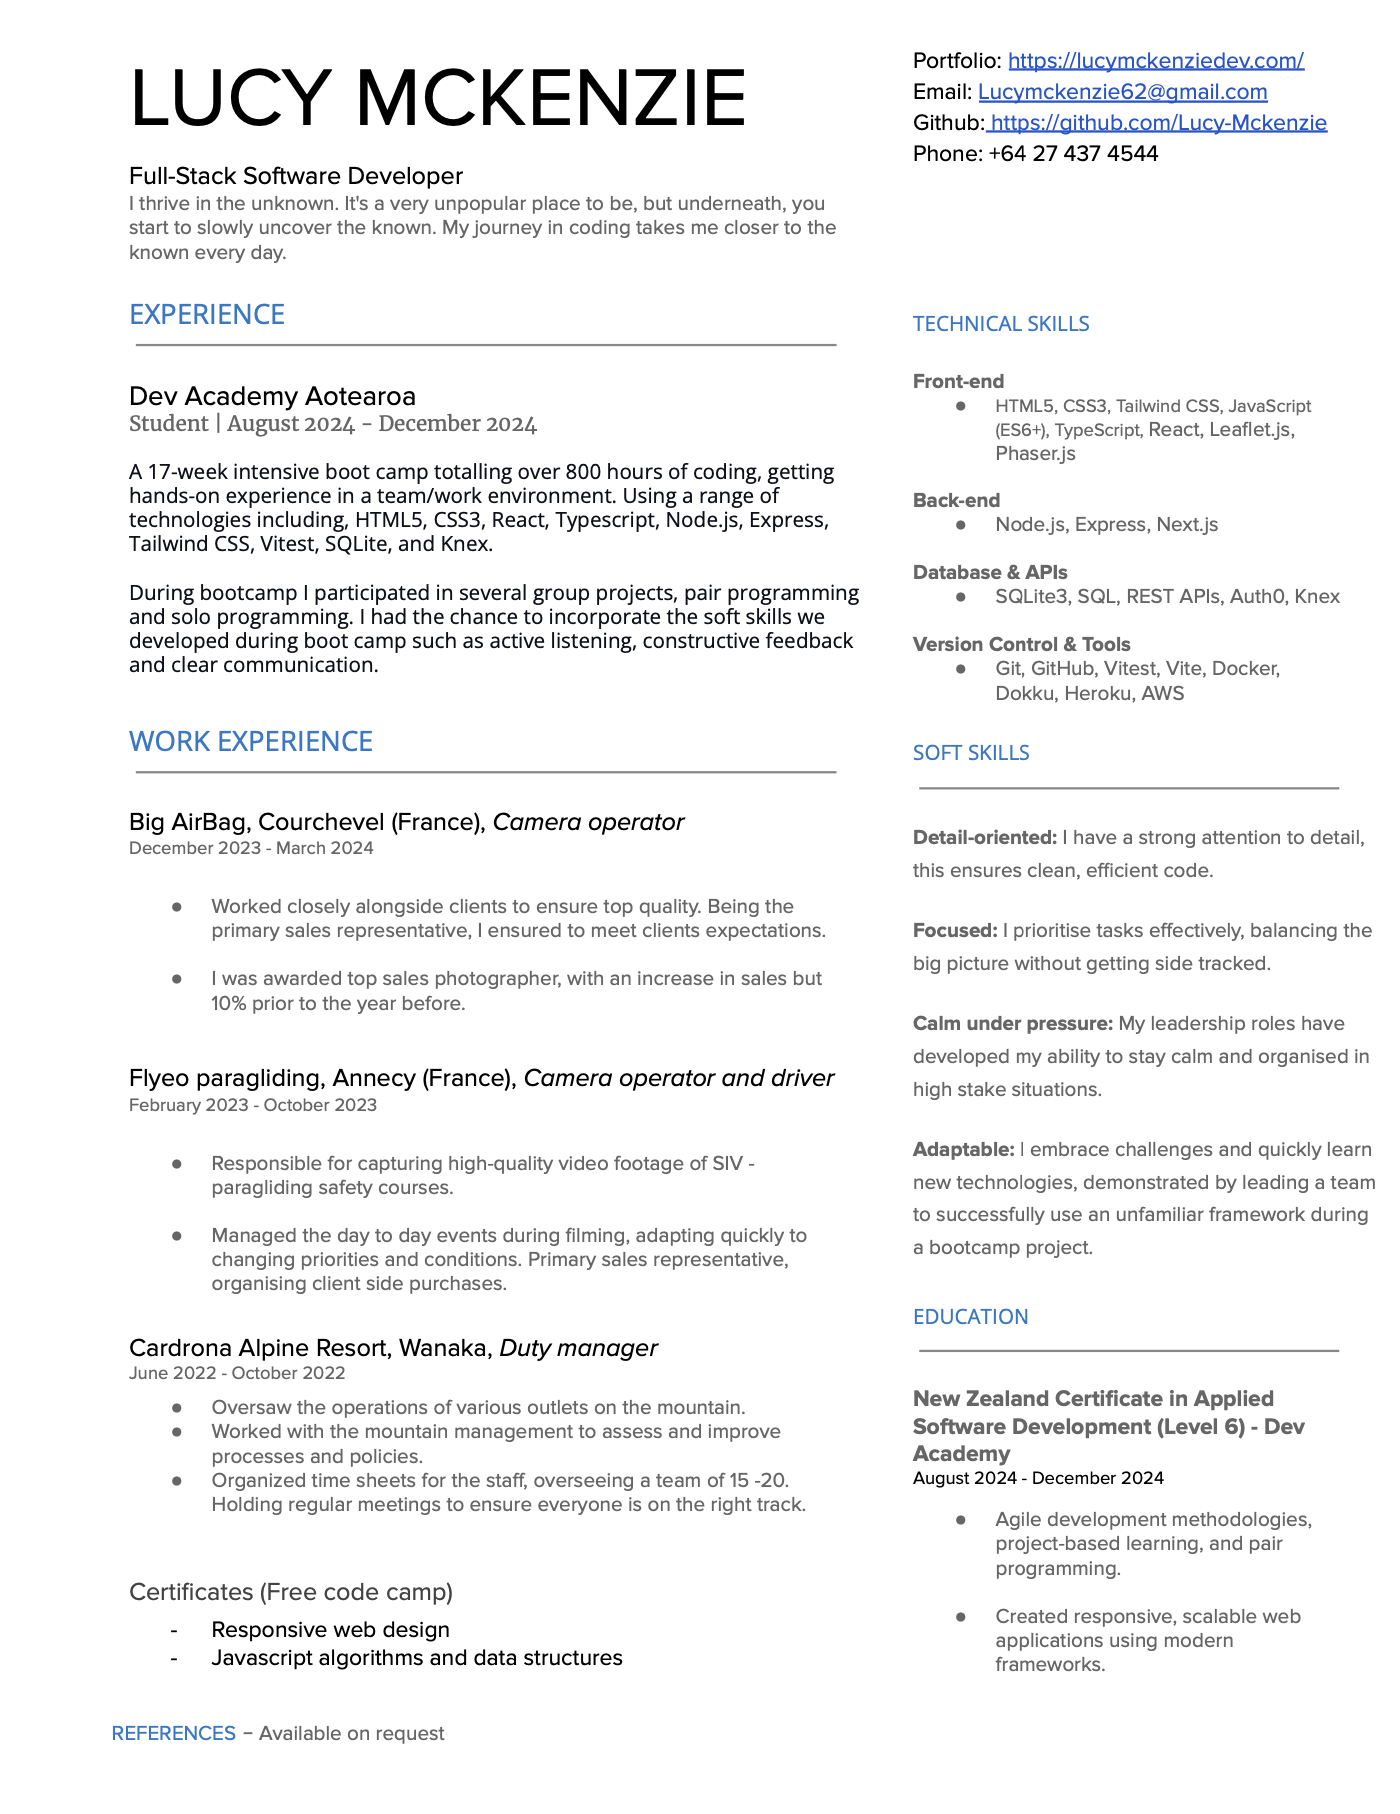 LUCY MCKENZIE
Full-Stack Software Developer
I thrive in the unknown. It's a very unpopular place to be, but underneath, you
start to slowly uncover the known. My journey in coding takes me closer to the
known every day.
EXPERIENCE
Dev Academy Aotearoa
Student | August 2024 – December 2024
A 17-week intensive boot camp totalling over 800 hours of coding, getting
hands-on experience in a team/work environment. Using a range of
technologies including, HTML5, CSS3, React, Typescript, Node.js, Express,
Tailwind CSS, Vitest, SQLite, and Knex.
During bootcamp I participated in several group projects, pair programming
and solo programming. I had the chance to incorporate the soft skills we
developed during boot camp such as active listening, constructive feedback
and clear communication.
WORK EXPERIENCE
Big AirBag, Courchevel (France), Camera operator
December 2023 - March 2024
● Worked closely alongside clients to ensure top quality. Being the
primary sales representative, I ensured to meet clients expectations.
● I was awarded top sales photographer, with an increase in sales but
10% prior to the year before.
Flyeo paragliding, Annecy (France), Camera operator and driver
February 2023 - October 2023
● Responsible for capturing high-quality video footage of SIV -
paragliding safety courses.
● Managed the day to day events during filming, adapting quickly to
changing priorities and conditions. Primary sales representative,
organising client side purchases.
Cardrona Alpine Resort, Wanaka, Duty manager
June 2022 - October 2022
● Oversaw the operations of various outlets on the mountain.
● Worked with the mountain management to assess and improve
processes and policies.
● Organized time sheets for the staff, overseeing a team of 15 -20.
Holding regular meetings to ensure everyone is on the right track.
Certificates (Free code camp)
- Responsive web design
- Javascript algorithms and data structures
REFERENCES – Available on request
Portfolio: https://lucymckenziedev.com/
Email: Lucymckenzie62@gmail.com
Github: https://github.com/Lucy-Mckenzie
Phone: +64 27 437 4544
TECHNICAL SKILLS
Front-end
● HTML5, CSS3, Tailwind CSS, JavaScript
(ES6+), TypeScript, React, Leaflet.js,
Phaser.js
Back-end
● Node.js, Express, Next.js
Database & APIs
● SQLite3, SQL, REST APIs, Auth0, Knex
Version Control & Tools
● Git, GitHub, Vitest, Vite, Docker,
Dokku, Heroku, AWS
SOFT SKILLS
Detail-oriented: I have a strong attention to detail,
this ensures clean, efficient code.
Focused: I prioritise tasks effectively, balancing the
big picture without getting side tracked.
Calm under pressure: My leadership roles have
developed my ability to stay calm and organised in
high stake situations.
Adaptable: I embrace challenges and quickly learn
new technologies, demonstrated by leading a team
to successfully use an unfamiliar framework during
a bootcamp project.
EDUCATION
New Zealand Certificate in Applied
Software Development (Level 6) - Dev
Academy
August 2024 - December 2024
● Agile development methodologies,
project-based learning, and pair
programming.
● Created responsive, scalable web
applications using modern
frameworks.